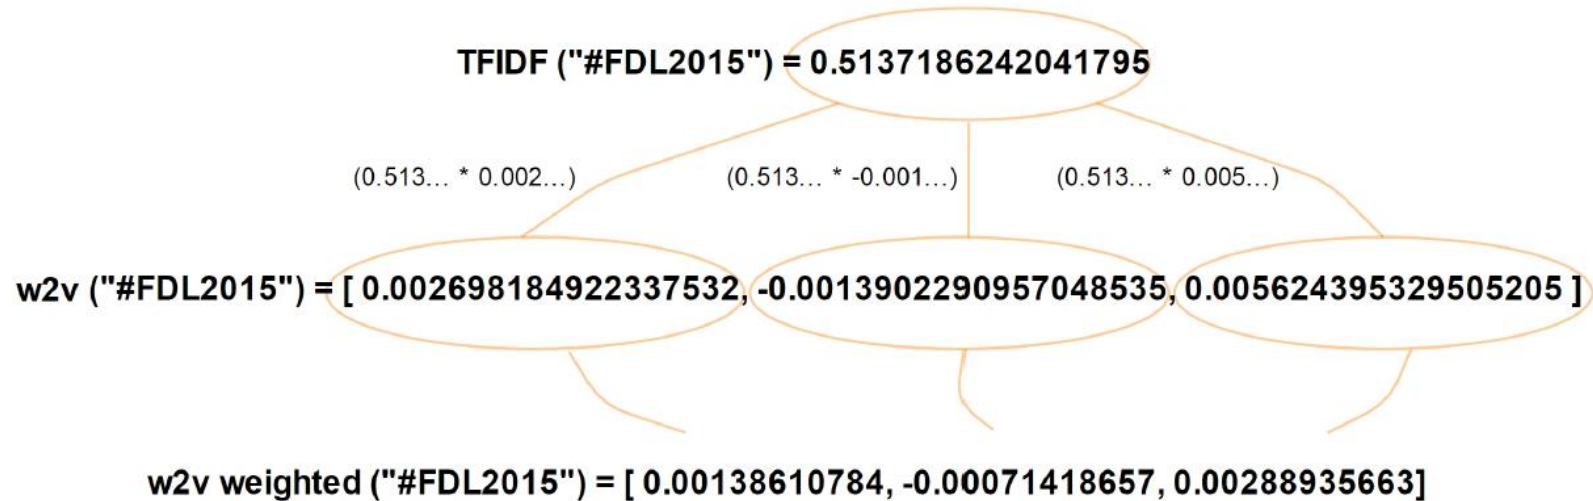 TFIDF ("#FDL2015") = 0.5137186242041795
(0.513... * 0.002...) (0.513... * -0.001...) (0.513... * 0.005...)
w2v ("#FDL2015") = [ 0.002698184922337532, -0.0013902290957048535, 0.005624395329505205 ]
w2v weighted ("#FDL2015") = [ 0.00138610784, -0.00071418657, 0.00288935663]